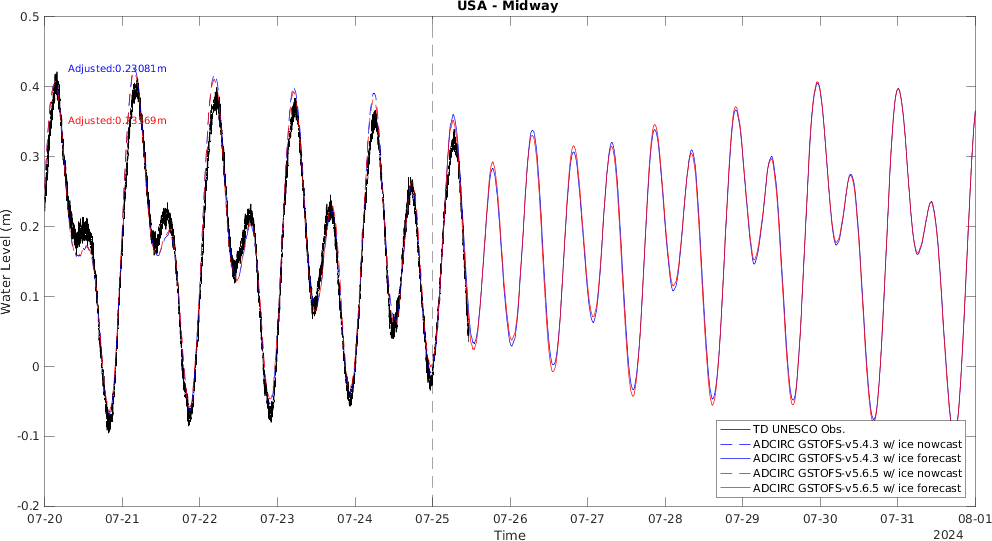 USA - Midway
0.5
0.4
0.3
0.2
0.1
0
-0.1
-0.2
Water Level (m)
Adjusted:0.23081m
07-20
07-21
07-22
07-23
07-24
07-25
07-26
07-27
07-28
07-29
07-30
07-31
08-01
Time
2024
TD UNESCO Obs.
ADCIRC GSTOFS-v5.4.3 w/ ice nowcast
ADCIRC GSTOFS-v5.4.3 w/ ice forecast
ADCIRC GSTOFS-v5.6.5 w/ ice nowcast
ADCIRC GSTOFS-v5.6.5 w/ ice forecast